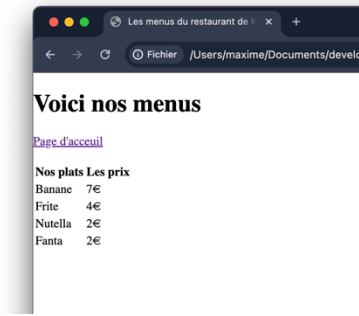 Les menus du restaurant de
Fichier /Users/maxime/Documents/develo
Voici nos menus
Page d'acceuil
Nos plats Les prix
Banane 7€
Frite 4€
Nutella 2€
Fanta 2€